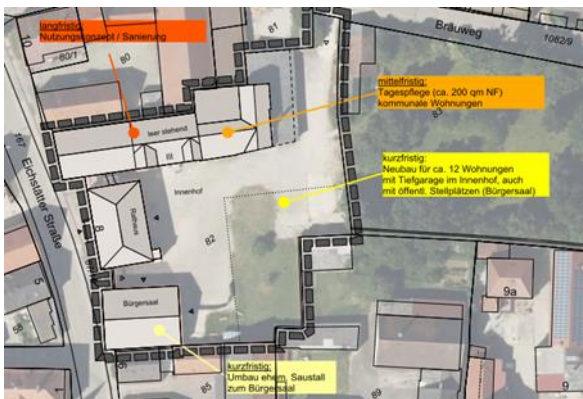 langfristig:
Nutzungskonzept / Sanierung
81
Bräuweg
1082/9
10
80/1
80
mittelfristig:
Tagespflege (ca. 200 qm NF)
kommunale Wohnungen
83
167
leer stehend
III
kurzfristig:
Neubau für ca. 12 Wohnungen
mit Tiefgarage im Innenhof, auch
mit öffentl. Stellplätzen (Bürgersaal)
Eichstätter Straße
Innenhof
Rathaus
8
82
5
Bürgersaal
9a
58
kurzfristig:
Umbau ehem. Saustall
zum Bürgersaal
85
89
9